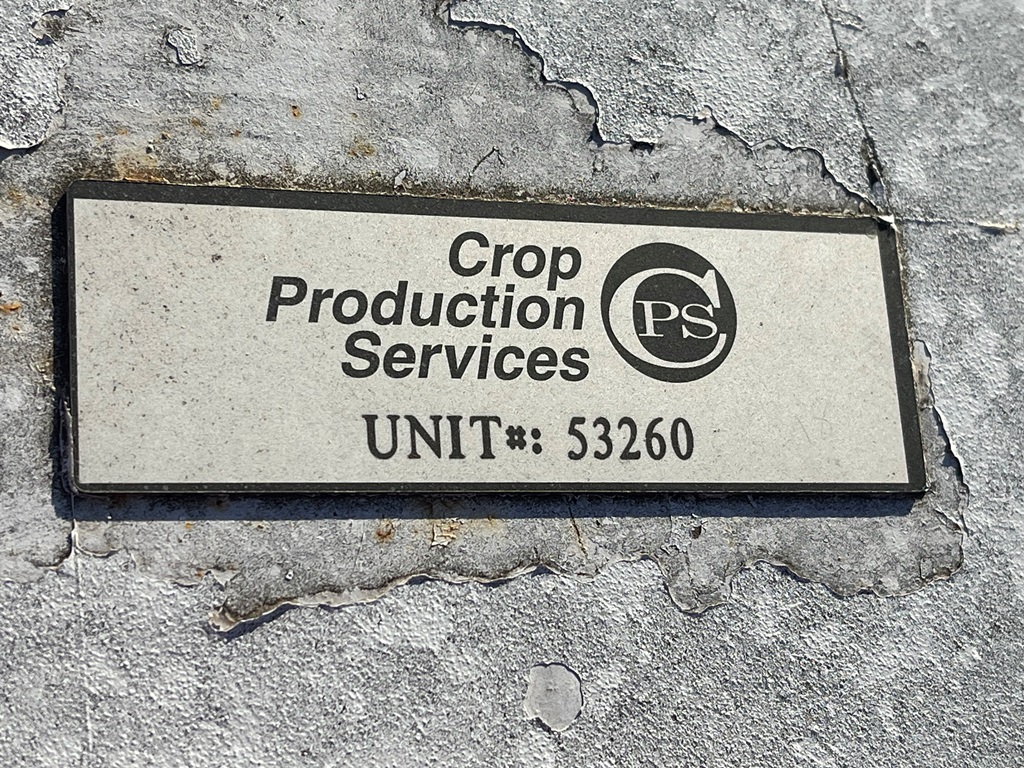 Crop
Production
Services
CPS
UNIT#: 53260